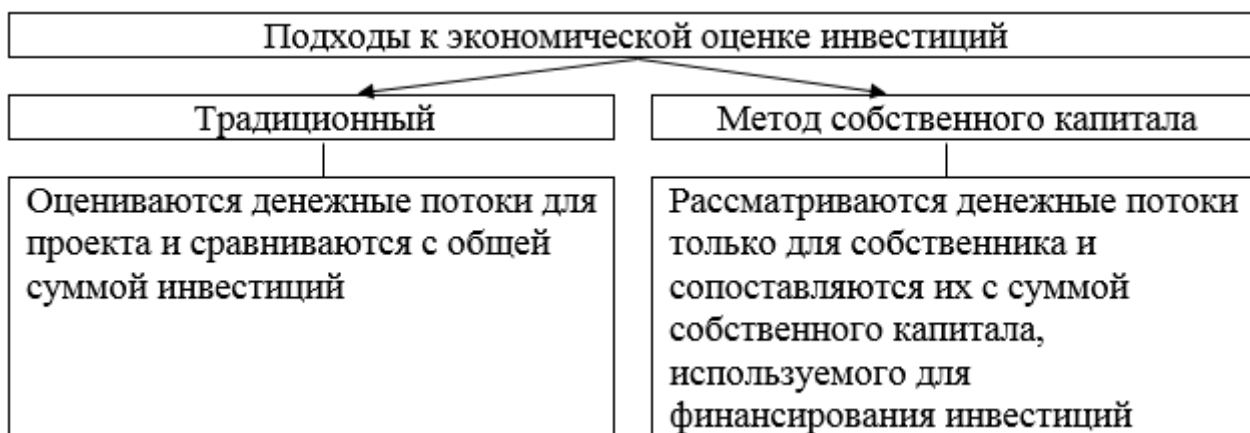 Подходы к экономической оценке инвестиций
Традиционный
Метод собственного капитала
Оцениваются денежные потоки для
проекта и сравниваются с общей
суммой инвестиций
Рассматриваются денежные потоки
только для собственника и
сопоставляются их с суммой
собственного капитала,
используемого для
финансирования инвестиций